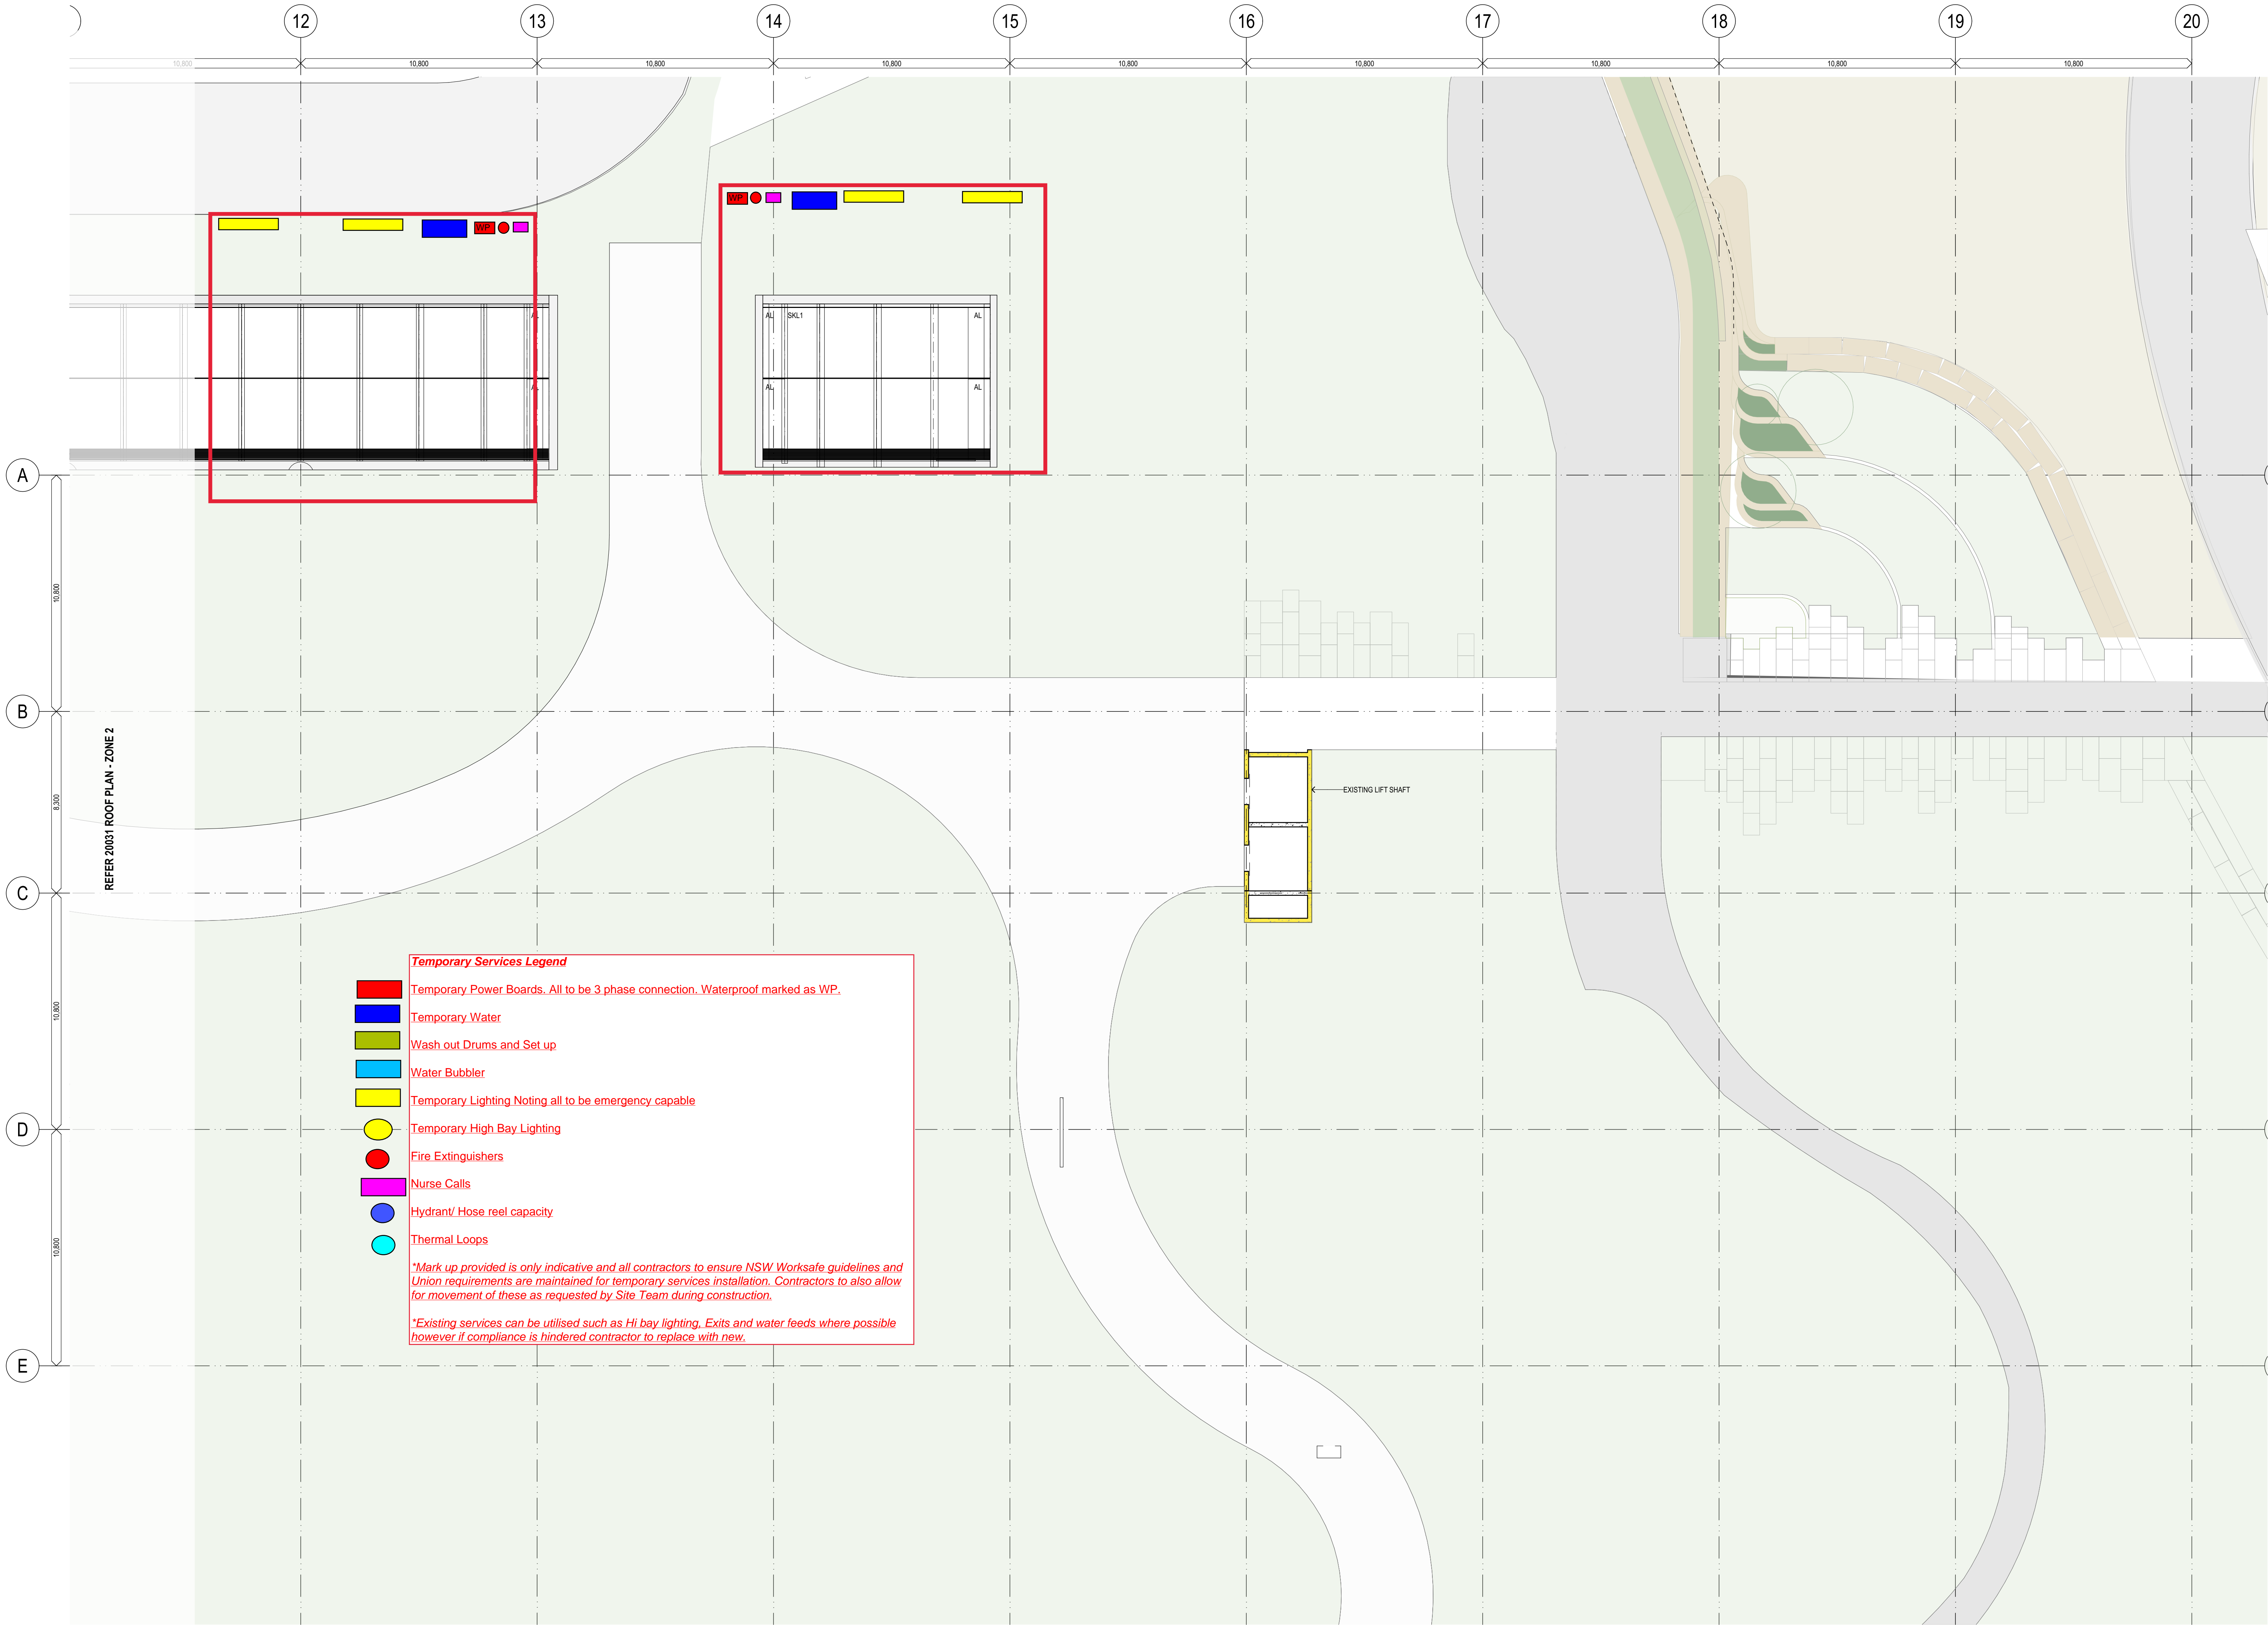 12 13 14 15 16 17 18 19 20
10,800 10,800 10,800 10,800 10,800 10,800 10,800 10,800 10,800
WP
WP
AL SKL1 AL
AL
AL AL
AL
A
10,800
B
REFER 20031 ROOF PLAN - ZONE 2
8,300
EXISTING LIFT SHAFT
C
10,800
Temporary Services Legend
Temporary Power Boards. All to be 3 phase connection. Waterproof marked as WP.
Temporary Water
Wash out Drums and Set up
Water Bubbler
Temporary Lighting Noting all to be emergency capable
D
Temporary High Bay Lighting
Fire Extinguishers
Nurse Calls
Hydrant/ Hose reel capacity
10,800
Thermal Loops
*Mark up provided is only indicative and all contractors to ensure NSW Worksafe guidelines and
Union requirements are maintained for temporary services installation. Contractors to also allow
for movement of these as requested by Site Team during construction.
*Existing services can be utilised such as Hi bay lighting, Exits and water feeds where possible
however if compliance is hindered contractor to replace with new.
E